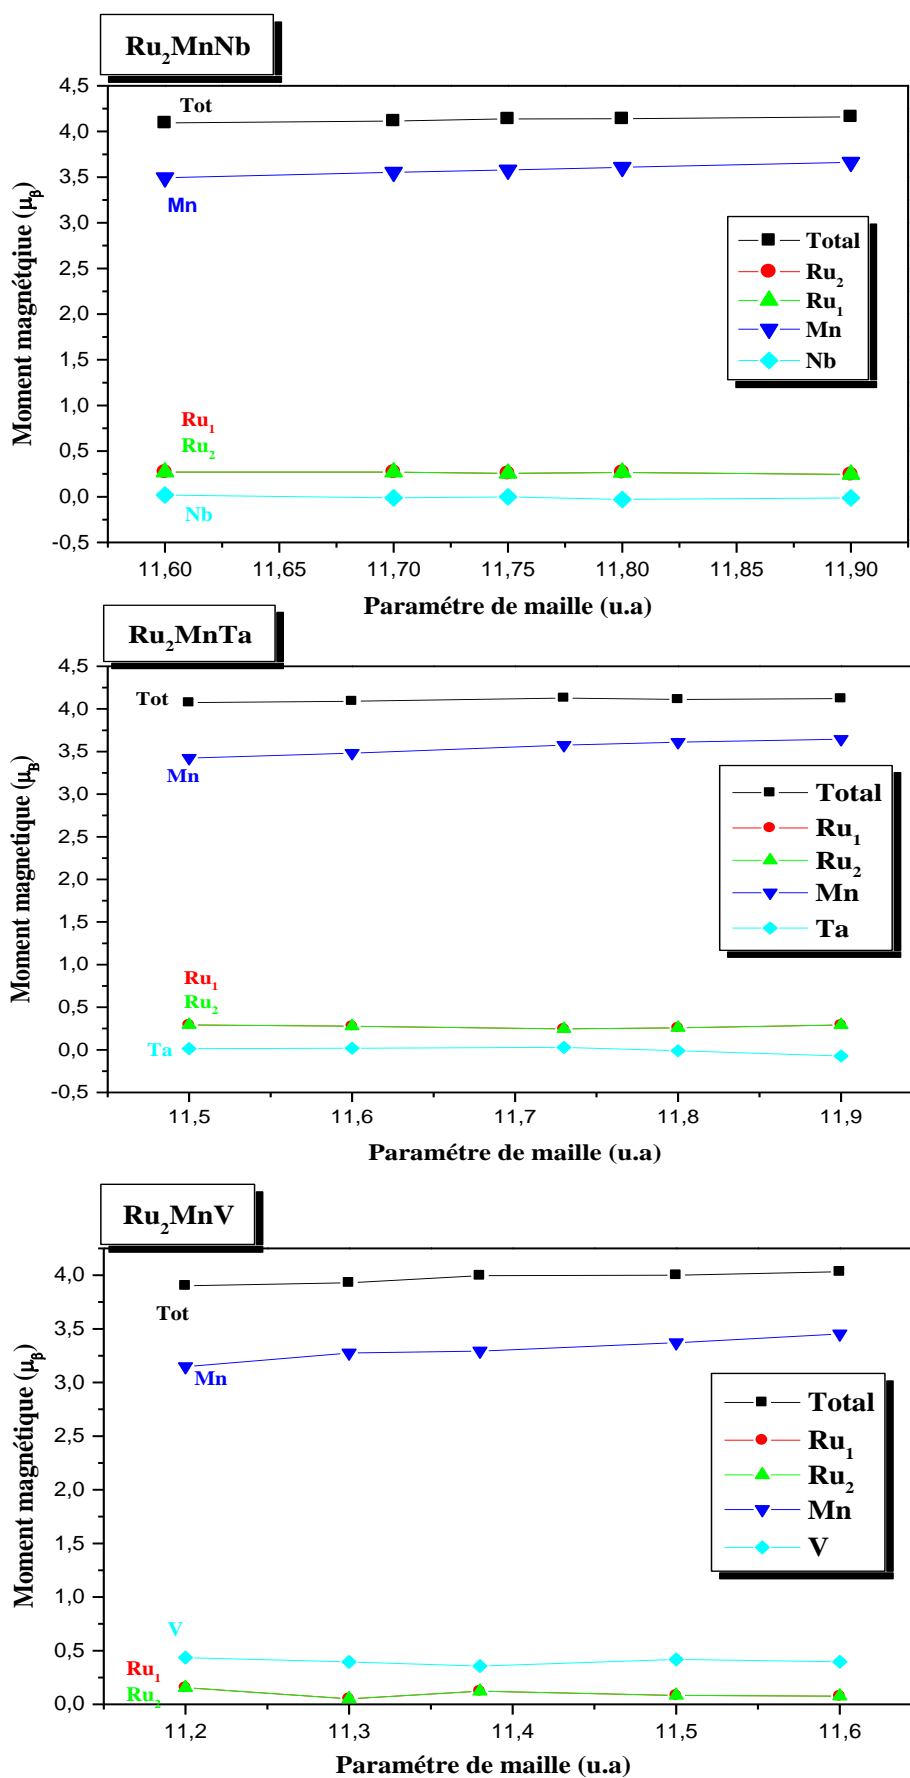 Ru₂MnNb
4,5
4,0
3,5
3,0
2,5
2,0
1,5
1,0
0,5
0,0
-0,5
Moment magnétqiue (μᵦ)
Tot
Mn
Total
Ru₂
Ru₁
Mn
Nb
Ru₁
Ru₂
Nb
11,60 11,65 11,70 11,75 11,80 11,85 11,90
Paramétre de maille (u.a)
Ru₂MnTa
4,5
4,0
3,5
3,0
2,5
2,0
1,5
1,0
0,5
0,0
-0,5
Moment magnetique (μB)
Tot
Mn
Total
Ru₁
Ru₂
Mn
Ta
Ru₁
Ru₂
Ta
11,5 11,6 11,7 11,8 11,9
Paramétre de maille (u.a)
Ru₂MnV
4,0
3,5
3,0
2,5
2,0
1,5
1,0
0,5
0,0
Moment magnétique (μᵦ)
Tot
Mn
Total
Ru₁
Ru₂
Mn
V
V
Ru₁
Ru₂
11,2 11,3 11,4 11,5 11,6
Paramétre de maille (u.a)